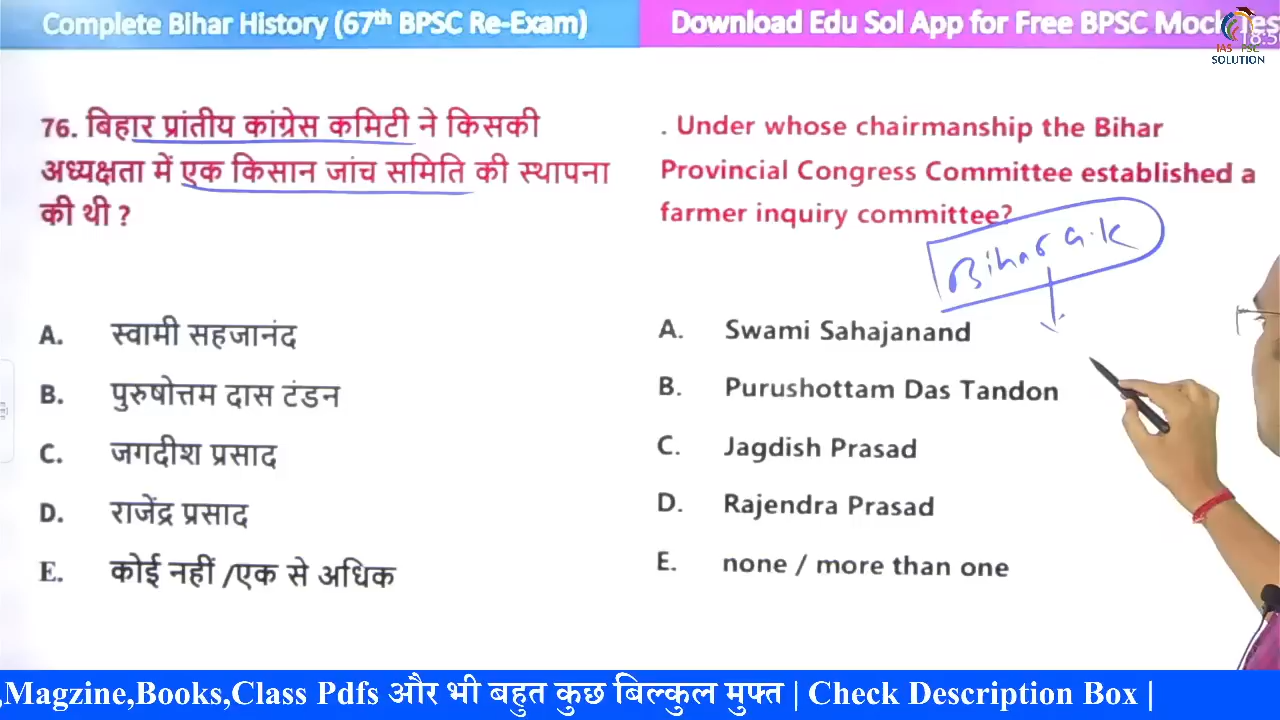 Complete Bihar History (67th BPSC Re-Exam)
Download Edu Sol App for Free BPSC Mock
18:5
IAS PSC
SOLUTION
76. बिहार प्रांतीय कांग्रेस कमिटी ने किसकी
अध्यक्षता में एक किसान जांच समिति की स्थापना
की थी ?
. Under whose chairmanship the Bihar
Provincial Congress Committee established a
farmer inquiry committee?
Bihar G.K
A. स्वामी सहजानंद
B. पुरुषोत्तम दास टंडन
C. जगदीश प्रसाद
D. राजेंद्र प्रसाद
E. कोई नहीं /एक से अधिक
A. Swami Sahajanand
B. Purushottam Das Tandon
C. Jagdish Prasad
D. Rajendra Prasad
E. none / more than one
,Magzine,Books,Class Pdfs और भी बहुत कुछ बिल्कुल मुफ्त | Check Description Box |